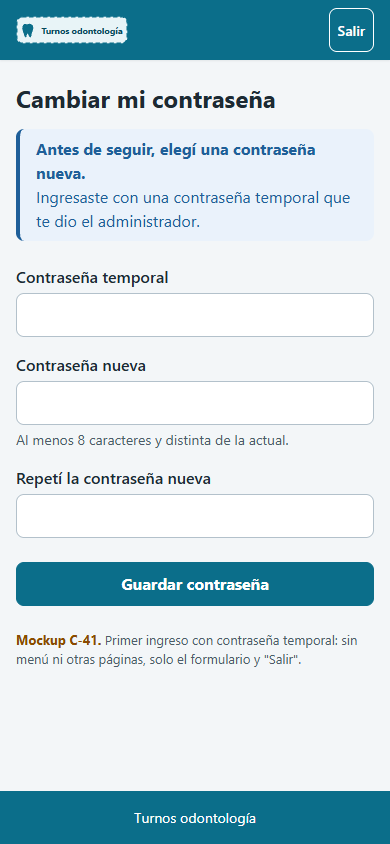 Turnos odontología
Salir
Cambiar mi contraseña
Antes de seguir, elegí una contraseña
nueva.
Ingresaste con una contraseña temporal que
te dio el administrador.
Contraseña temporal
Contraseña nueva
Al menos 8 caracteres y distinta de la actual.
Repetí la contraseña nueva
Guardar contraseña
Mockup C-41. Primer ingreso con contraseña temporal: sin
menú ni otras páginas, solo el formulario y "Salir".
Turnos odontología